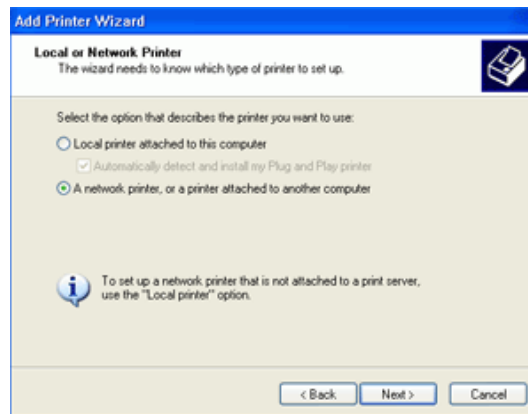 Add Printer Wizard
Local or Network Printer
The wizard needs to know which type of printer to set up.
Select the option that describes the printer you want to use:
Local printer attached to this computer
Automatically detect and install my Plug and Play printer
A network printer, or a printer attached to another computer
To set up a network printer that is not attached to a print server,
use the "Local printer" option.
< Back Next > Cancel